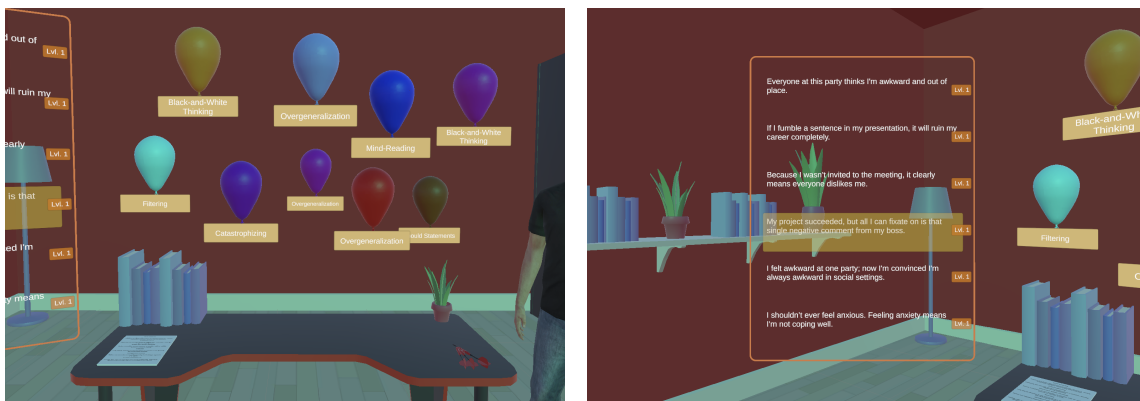 d out of
Lvl. 1
will ruin my
Lvl. 1
early
Lvl. 1
is that
Lvl. 1
ed I'm
Lvl. 1
ty means
Lvl. 1
Black-and-White
Thinking
Overgeneralization
Mind-Reading
Black-and-White
Thinking
Filtering
Catastrophizing
Overgeneralization
Overgeneralization
ould Statements
Everyone at this party thinks I'm awkward and out of
place.
Lvl. 1
If I fumble a sentence in my presentation, it will ruin my
career completely.
Lvl. 1
Because I wasn't invited to the meeting, it clearly
means everyone dislikes me.
Lvl. 1
My project succeeded, but all I can fixate on is that
single negative comment from my boss.
Lvl. 1
I felt awkward at one party; now I'm convinced I'm
always awkward in social settings.
Lvl. 1
I shouldn't ever feel anxious. Feeling anxiety means
I'm not coping well.
Lvl. 1
Black-and-Wh
Thinking
Filtering